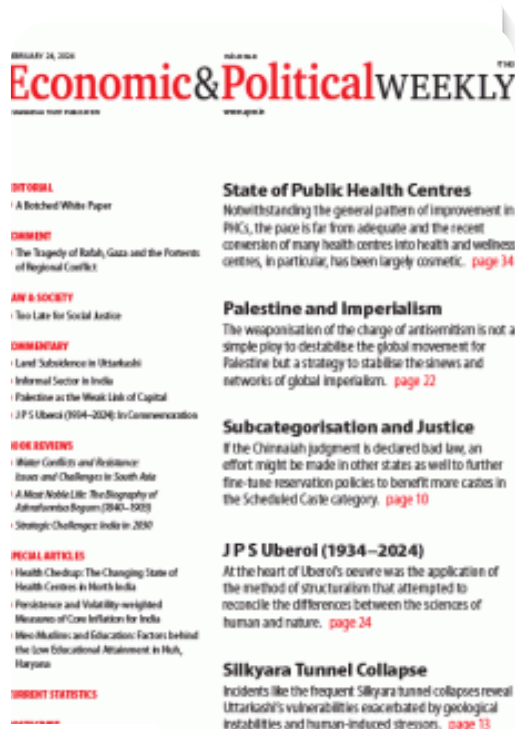 FEBRUARY 24, 2024
Economic&Political WEEKLY
www.epw.in
EDITORIAL
A Botched White Paper
COMMENT
The Tragedy of Rafah, Gaza and the Portents
of Regional Conflict
LAW & SOCIETY
Too Late for Social Justice
COMMENTARY
Land Subsidence in Uttarkashi
Informal Sector in India
Palestine as the Weak Link of Capital
J P S Uberoi (1934–2024): In Commemoration
BOOK REVIEWS
Water Conflicts and Resistance:
Issues and Challenges in South Asia
A Most Noble Life: The Biography of
Ashrafunnisa Begum (1840–1903)
Strategic Challenges: India in 2030
SPECIAL ARTICLES
Health Checkup: The Changing State of
Health Centres in North India
Persistence and Volatility-weighted
Measures of Core Inflation for India
Meo Muslims and Education: Factors behind
the Low Educational Attainment in Nuh,
Haryana
CURRENT STATISTICS
State of Public Health Centres
Notwithstanding the general pattern of improvement in
PHCs, the pace is far from adequate and the recent
conversion of many health centres into health and wellness
centres, in particular, has been largely cosmetic. page 34
Palestine and Imperialism
The weaponisation of the charge of antisemitism is not a
simple ploy to destabilise the global movement for
Palestine but a strategy to stabilise the sinews and
networks of global imperialism. page 22
Subcategorisation and Justice
If the Chinnaiah judgment is declared bad law, an
effort might be made in other states as well to further
fine-tune reservation policies to benefit more castes in
the Scheduled Caste category. page 10
J P S Uberoi (1934–2024)
At the heart of Uberoi's oeuvre was the application of
the method of structuralism that attempted to
reconcile the differences between the sciences of
human and nature. page 24
Silkyara Tunnel Collapse
Incidents like the frequent Silkyara tunnel collapses reveal
Uttarkashi's vulnerabilities exacerbated by geological
instabilities and human-induced stressors. page 13